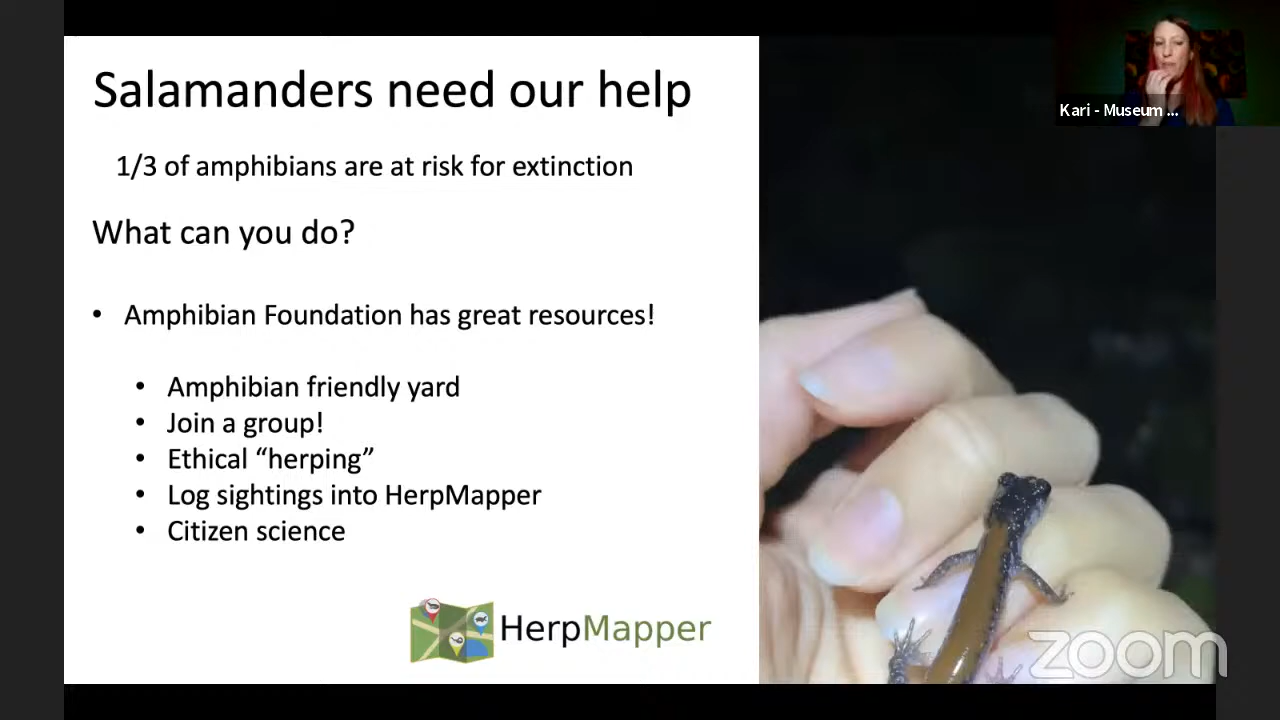 Salamanders need our help
1/3 of amphibians are at risk for extinction
What can you do?
• Amphibian Foundation has great resources!
• Amphibian friendly yard
• Join a group!
• Ethical “herping”
• Log sightings into HerpMapper
• Citizen science
HerpMapper
Kari - Museum ...
zoom